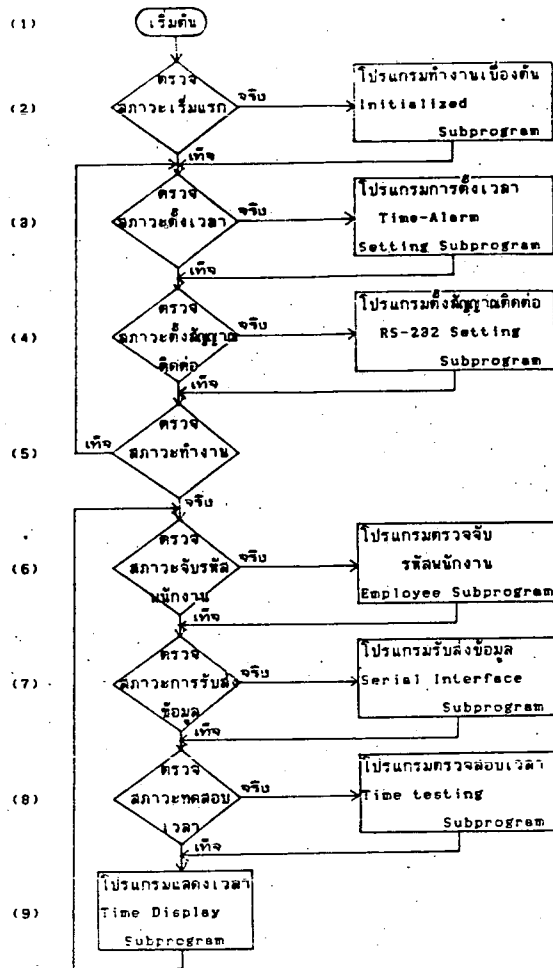 (1)
เริ่มต้น
(2)
ตรวจ
สภาวะเริ่มแรก
จริง
เท็จ
โปรแกรมทำงานเบื้องต้น
Initialized
Subprogram
(3)
ตรวจ
สภาวะตั้งเวลา
จริง
เท็จ
โปรแกรมการตั้งเวลา
Time-Alarm
Setting Subprogram
(4)
ตรวจ
สภาวะตั้งสัญญาณ
ติดต่อ
จริง
เท็จ
โปรแกรมตั้งสัญญาณติดต่อ
RS-232 Setting
Subprogram
(5)
เท็จ
ตรวจ
สภาวะทำงาน
จริง
(6)
ตรวจ
สภาวะจับรหัส
พนักงาน
จริง
เท็จ
โปรแกรมตรวจจับ
รหัสพนักงาน
Employee Subprogram
(7)
ตรวจ
สภาวะการรับส่ง
ข้อมูล
จริง
เท็จ
โปรแกรมรับส่งข้อมูล
Serial Interface
Subprogram
(8)
ตรวจ
สภาวะทดสอบ
เวลา
จริง
เท็จ
โปรแกรมตรวจสอบเวลา
Time testing
Subprogram
(9)
โปรแกรมแสดงเวลา
Time Display
Subprogram